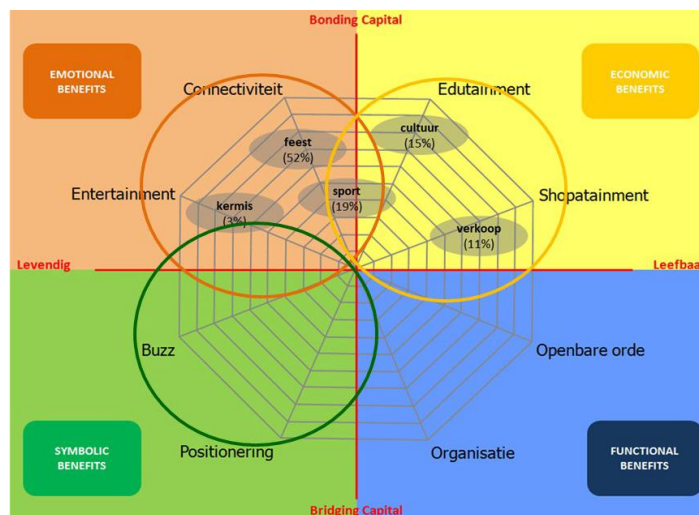 Bonding Capital
EMOTIONAL
BENEFITS
ECONOMIC
BENEFITS
Connectiviteit
Edutainment
feest
(52%)
cultuur
(15%)
Entertainment
Shopatainment
kermis
(3%)
sport
(19%)
verkoop
(11%)
Levendig
Leefbaa
Buzz
Openbare orde
SYMBOLIC
BENEFITS
Positionering
Organisatie
FUNCTIONAL
BENEFITS
Bridging Capital